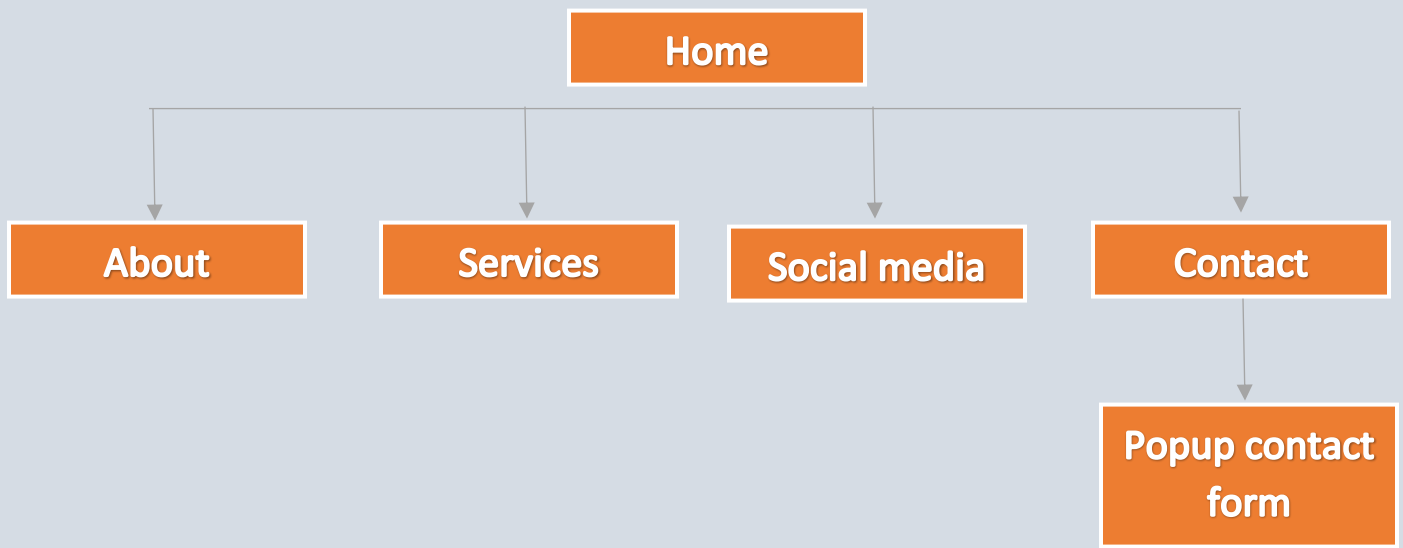 Home
About
Services
Social media
Contact
Popup contact
form